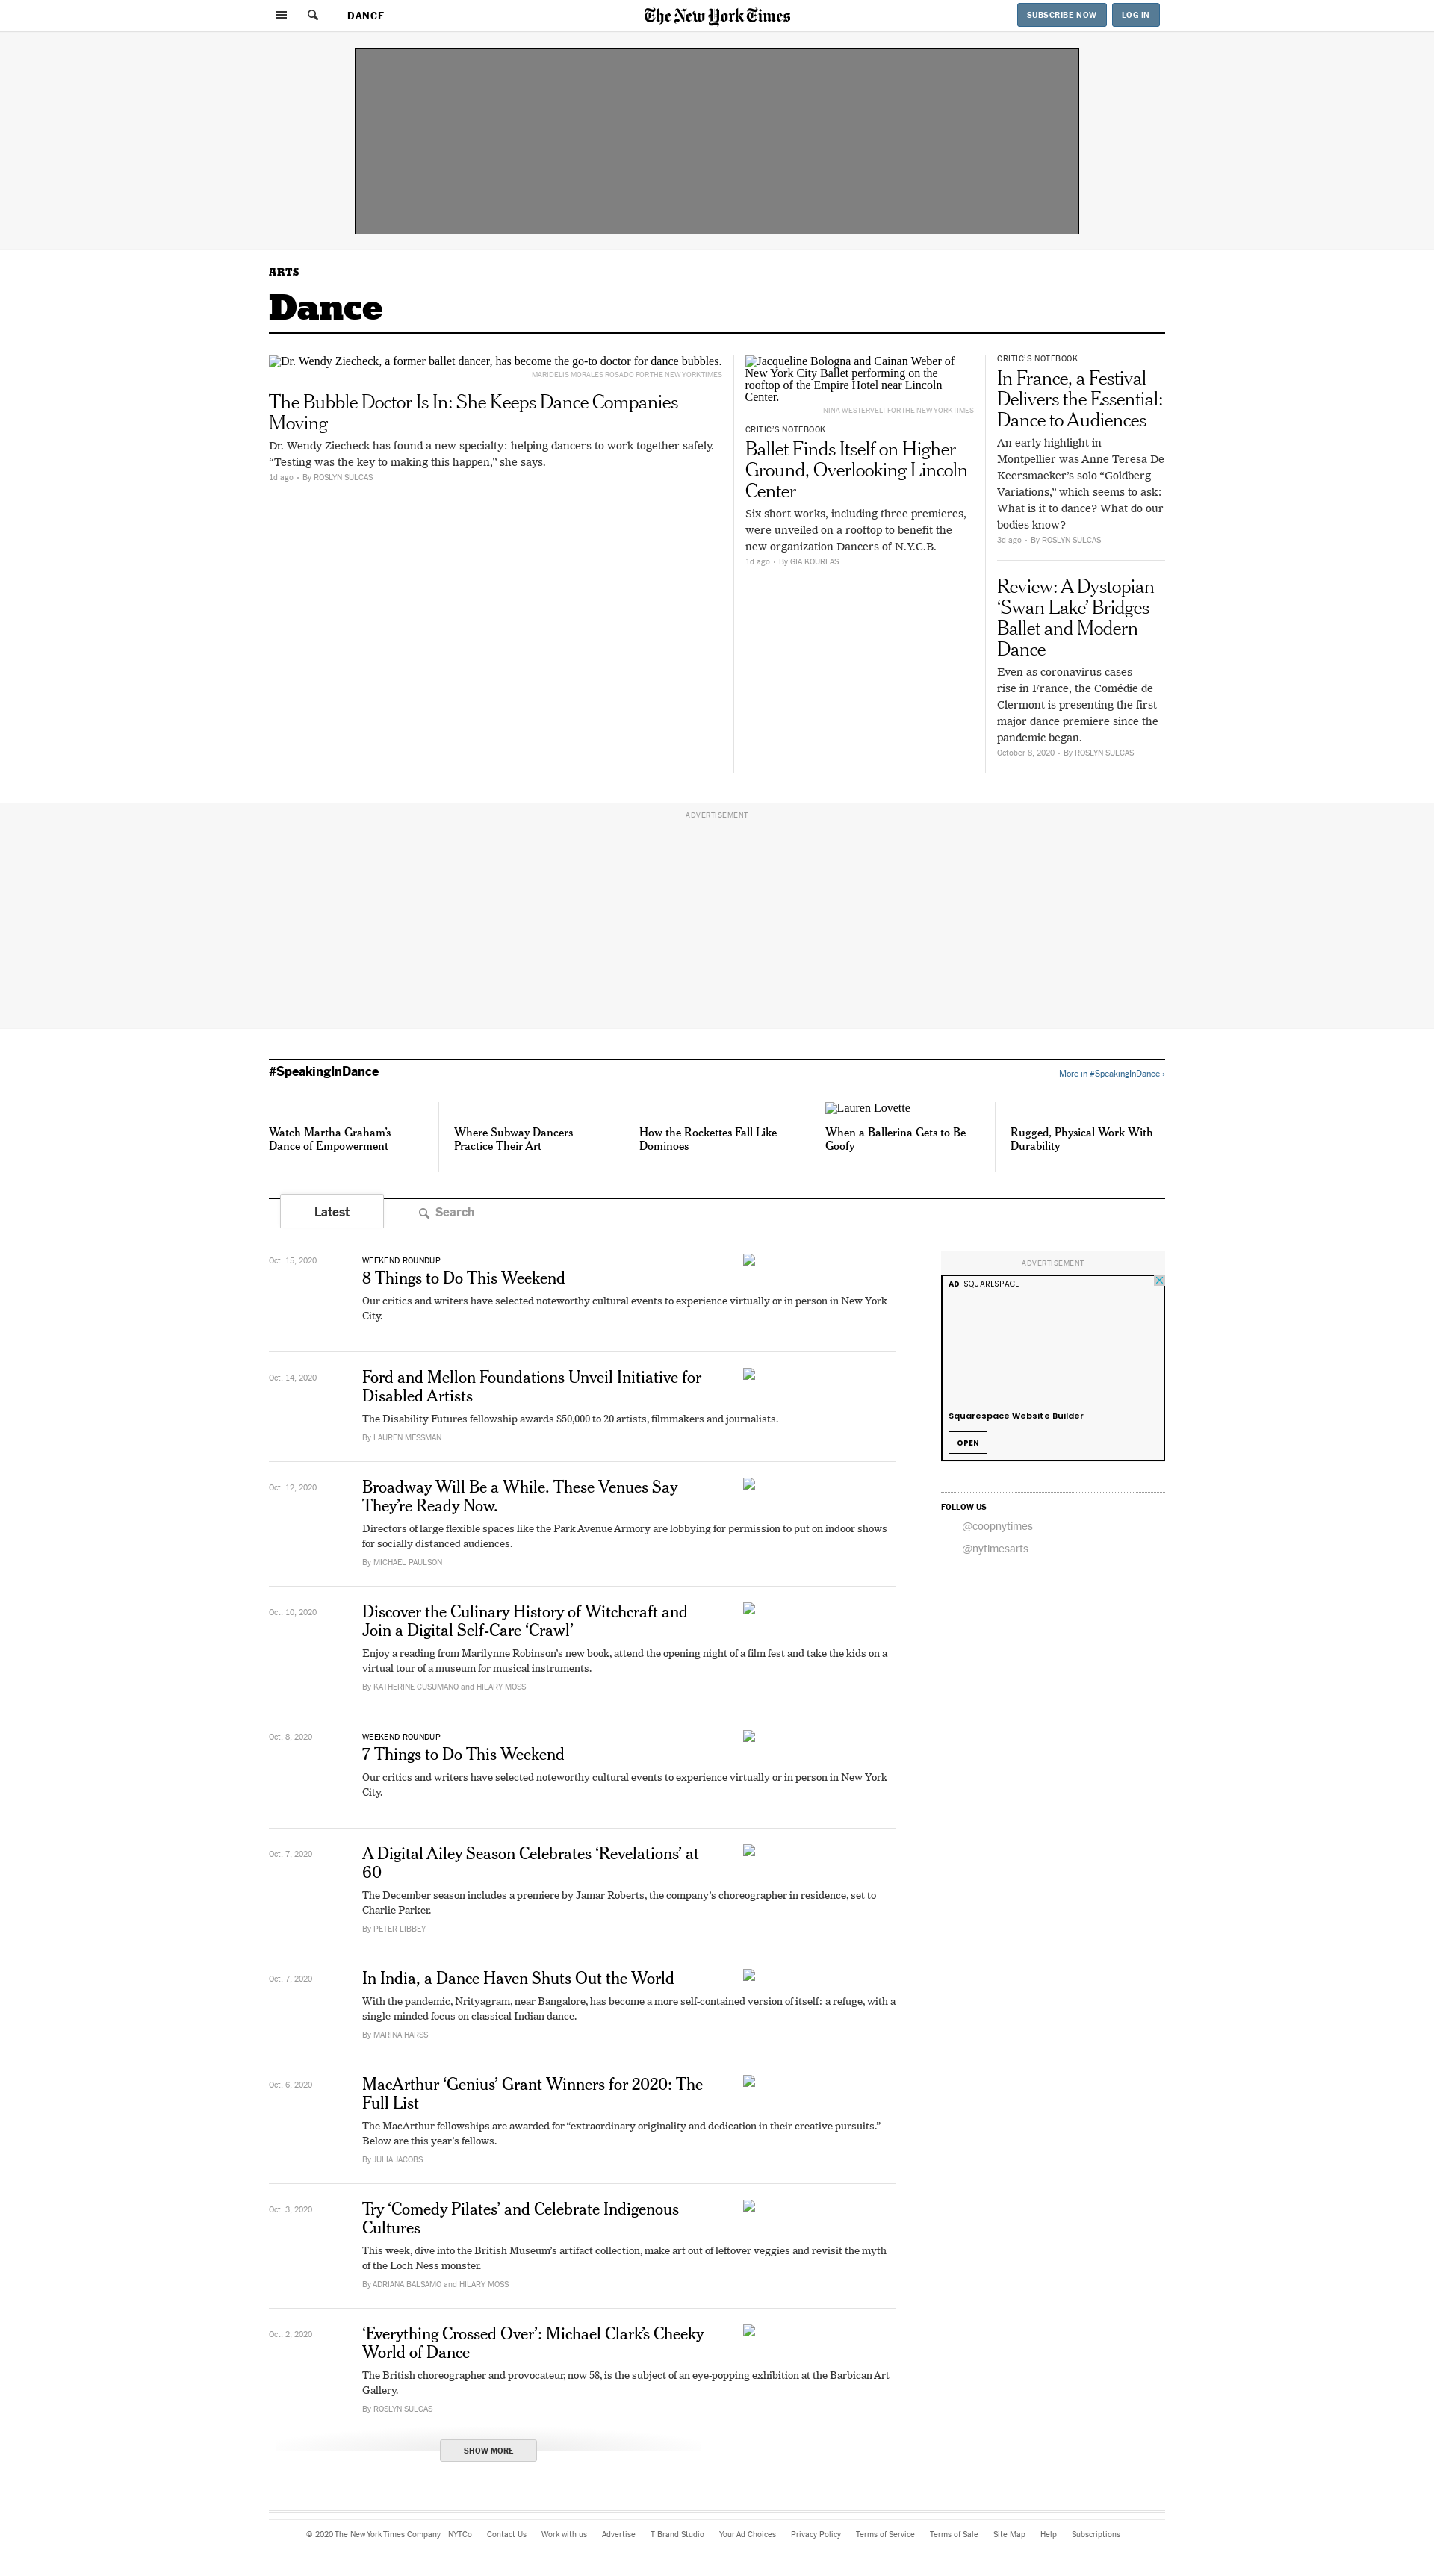 DANCE
The New York Times
SUBSCRIBE NOW
LOG IN
ARTS
Dance
Dr. Wendy Ziecheck, a former ballet dancer, has become the go-to doctor for dance bubbles.
MARIDELIS MORALES ROSADO FOR THE NEW YORK TIMES
The Bubble Doctor Is In: She Keeps Dance Companies
Moving
Dr. Wendy Ziecheck has found a new specialty: helping dancers to work together safely.
“Testing was the key to making this happen,” she says.
1d ago • By ROSLYN SULCAS
Jacqueline Bologna and Cainan Weber of
New York City Ballet performing on the
rooftop of the Empire Hotel near Lincoln
Center.
NINA WESTERVELT FOR THE NEW YORK TIMES
CRITIC’S NOTEBOOK
Ballet Finds Itself on Higher
Ground, Overlooking Lincoln
Center
Six short works, including three premieres,
were unveiled on a rooftop to benefit the
new organization Dancers of N.Y.C.B.
1d ago • By GIA KOURLAS
CRITIC’S NOTEBOOK
In France, a Festival
Delivers the Essential:
Dance to Audiences
An early highlight in
Montpellier was Anne Teresa De
Keersmaeker’s solo “Goldberg
Variations,” which seems to ask:
What is it to dance? What do our
bodies know?
3d ago • By ROSLYN SULCAS
Review: A Dystopian
‘Swan Lake’ Bridges
Ballet and Modern
Dance
Even as coronavirus cases
rise in France, the Comédie de
Clermont is presenting the first
major dance premiere since the
pandemic began.
October 8, 2020 • By ROSLYN SULCAS
ADVERTISEMENT
#SpeakingInDance
More in #SpeakingInDance ›
Watch Martha Graham’s
Dance of Empowerment
Where Subway Dancers
Practice Their Art
How the Rockettes Fall Like
Dominoes
Lauren Lovette
When a Ballerina Gets to Be
Goofy
Rugged, Physical Work With
Durability
Latest
Search
Oct. 15, 2020
WEEKEND ROUNDUP
8 Things to Do This Weekend
Our critics and writers have selected noteworthy cultural events to experience virtually or in person in New York
City.
Oct. 14, 2020
Ford and Mellon Foundations Unveil Initiative for
Disabled Artists
The Disability Futures fellowship awards $50,000 to 20 artists, filmmakers and journalists.
By LAUREN MESSMAN
Oct. 12, 2020
Broadway Will Be a While. These Venues Say
They’re Ready Now.
Directors of large flexible spaces like the Park Avenue Armory are lobbying for permission to put on indoor shows
for socially distanced audiences.
By MICHAEL PAULSON
Oct. 10, 2020
Discover the Culinary History of Witchcraft and
Join a Digital Self-Care ‘Crawl’
Enjoy a reading from Marilynne Robinson’s new book, attend the opening night of a film fest and take the kids on a
virtual tour of a museum for musical instruments.
By KATHERINE CUSUMANO and HILARY MOSS
Oct. 8, 2020
WEEKEND ROUNDUP
7 Things to Do This Weekend
Our critics and writers have selected noteworthy cultural events to experience virtually or in person in New York
City.
Oct. 7, 2020
A Digital Ailey Season Celebrates ‘Revelations’ at
60
The December season includes a premiere by Jamar Roberts, the company’s choreographer in residence, set to
Charlie Parker.
By PETER LIBBEY
Oct. 7, 2020
In India, a Dance Haven Shuts Out the World
With the pandemic, Nrityagram, near Bangalore, has become a more self-contained version of itself: a refuge, with a
single-minded focus on classical Indian dance.
By MARINA HARSS
Oct. 6, 2020
MacArthur ‘Genius’ Grant Winners for 2020: The
Full List
The MacArthur fellowships are awarded for “extraordinary originality and dedication in their creative pursuits.”
Below are this year’s fellows.
By JULIA JACOBS
Oct. 3, 2020
Try ‘Comedy Pilates’ and Celebrate Indigenous
Cultures
This week, dive into the British Museum’s artifact collection, make art out of leftover veggies and revisit the myth
of the Loch Ness monster.
By ADRIANA BALSAMO and HILARY MOSS
Oct. 2, 2020
‘Everything Crossed Over’: Michael Clark’s Cheeky
World of Dance
The British choreographer and provocateur, now 58, is the subject of an eye-popping exhibition at the Barbican Art
Gallery.
By ROSLYN SULCAS
SHOW MORE
ADVERTISEMENT
AD SQUARESPACE
Squarespace Website Builder
OPEN
FOLLOW US
@coopnytimes
@nytimesarts
© 2020 The New York Times Company NYTCo Contact Us Work with us Advertise T Brand Studio Your Ad Choices Privacy Policy Terms of Service Terms of Sale Site Map Help Subscriptions